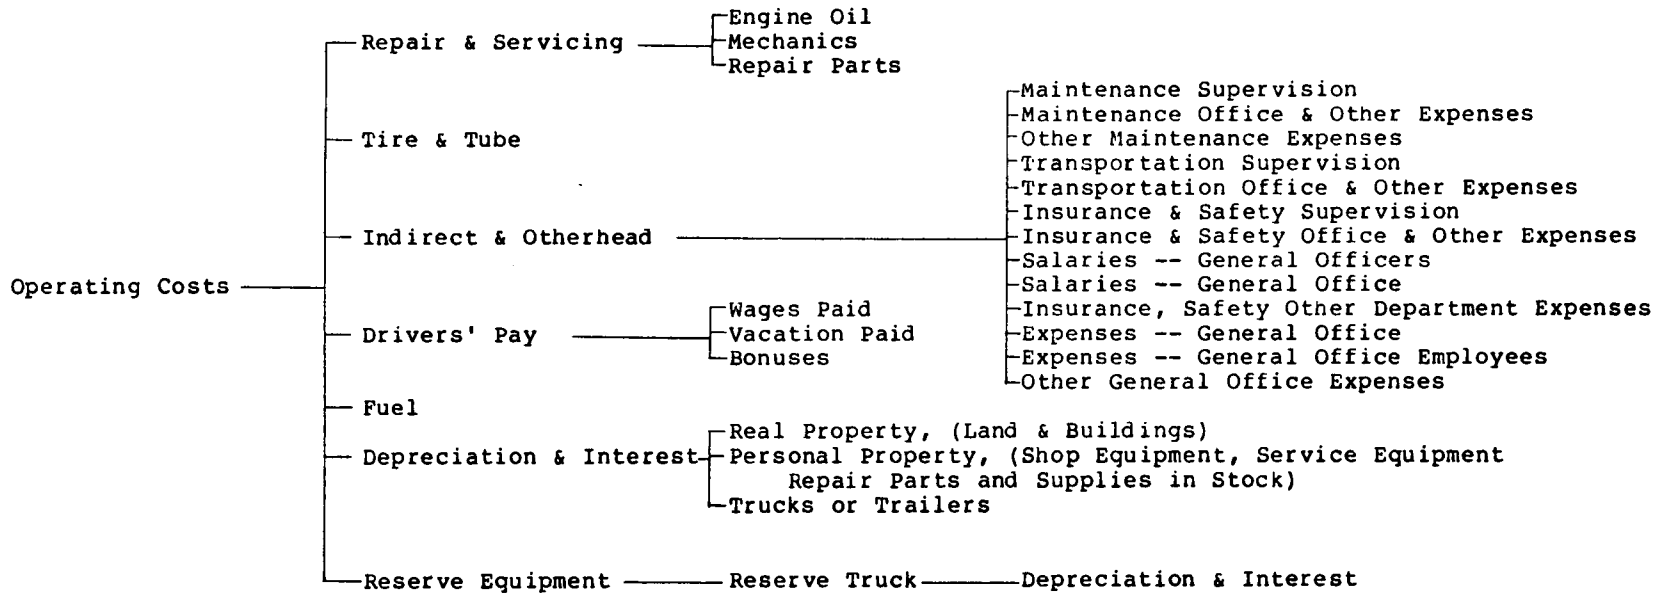 Engine Oil
Repair & Servicing
Mechanics
Repair Parts
Maintenance Supervision
Maintenance Office & Other Expenses
Tire & Tube
Other Maintenance Expenses
Transportation Supervision
Transportation Office & Other Expenses
Insurance & Safety Supervision
Indirect & Otherhead
Insurance & Safety Office & Other Expenses
Salaries -- General Officers
Operating Costs
Salaries -- General Office
Wages Paid
Insurance, Safety Other Department Expenses
Drivers' Pay
Vacation Paid
Expenses -- General Office
Bonuses
Expenses -- General Office Employees
Other General Office Expenses
Fuel
Real Property, (Land & Buildings)
Depreciation & Interest
Personal Property, (Shop Equipment, Service Equipment
Repair Parts and Supplies in Stock)
Trucks or Trailers
Reserve Equipment
Reserve Truck
Depreciation & Interest